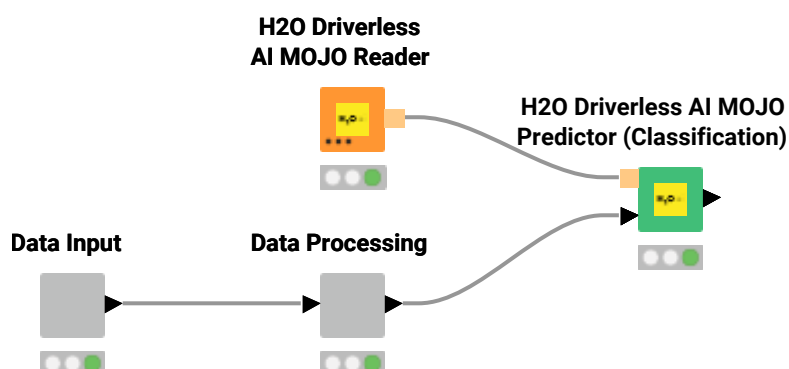 H2O Driverless
AI MOJO Reader
H2O Driverless AI MOJO
Predictor (Classification)
Data Input
Data Processing